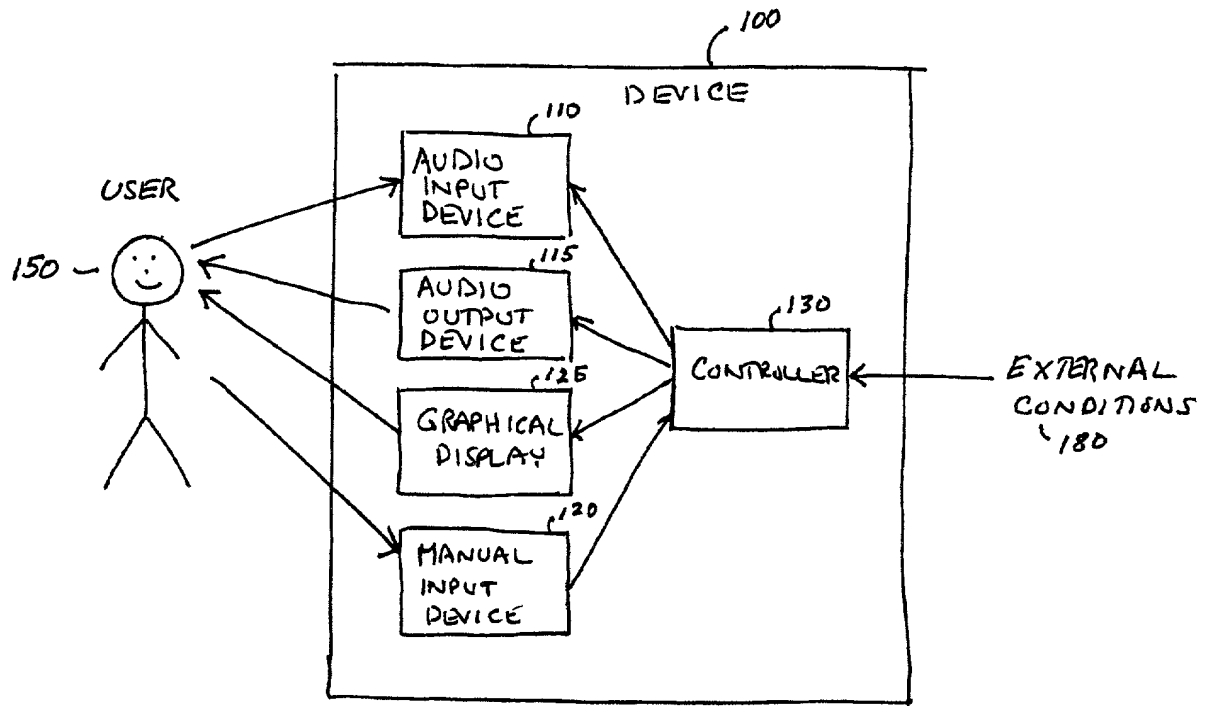 100
DEVICE
110
AUDIO
INPUT
DEVICE
USER
150
115
AUDIO
OUTPUT
DEVICE
130
CONTROLLER
EXTERNAL
CONDITIONS
180
125
GRAPHICAL
DISPLAY
120
MANUAL
INPUT
DEVICE